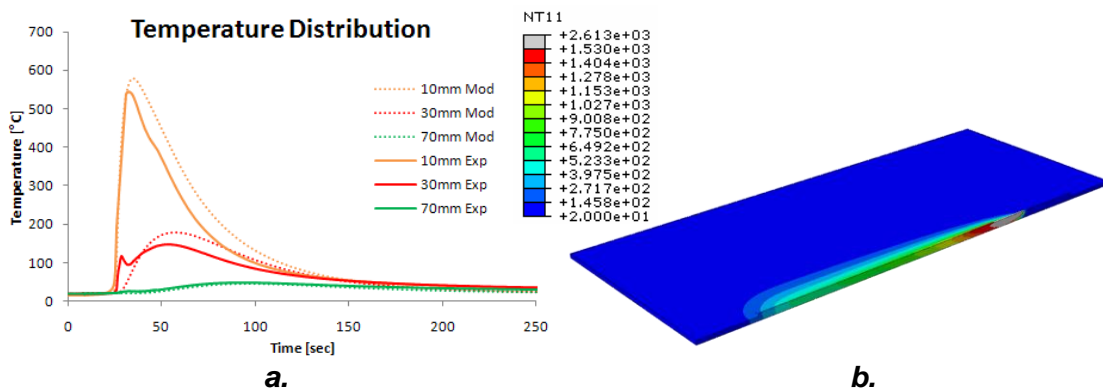 Temperature Distribution
Temperature [°C]
700
600
500
400
300
200
100
0
0
50
100
150
200
250
Time [sec]
10mm Mod
30mm Mod
70mm Mod
10mm Exp
30mm Exp
70mm Exp
a.
NT11
+2.613e+03
+1.530e+03
+1.404e+03
+1.278e+03
+1.153e+03
+1.027e+03
+9.008e+02
+7.750e+02
+6.492e+02
+5.233e+02
+3.975e+02
+2.717e+02
+1.458e+02
+2.000e+01
b.